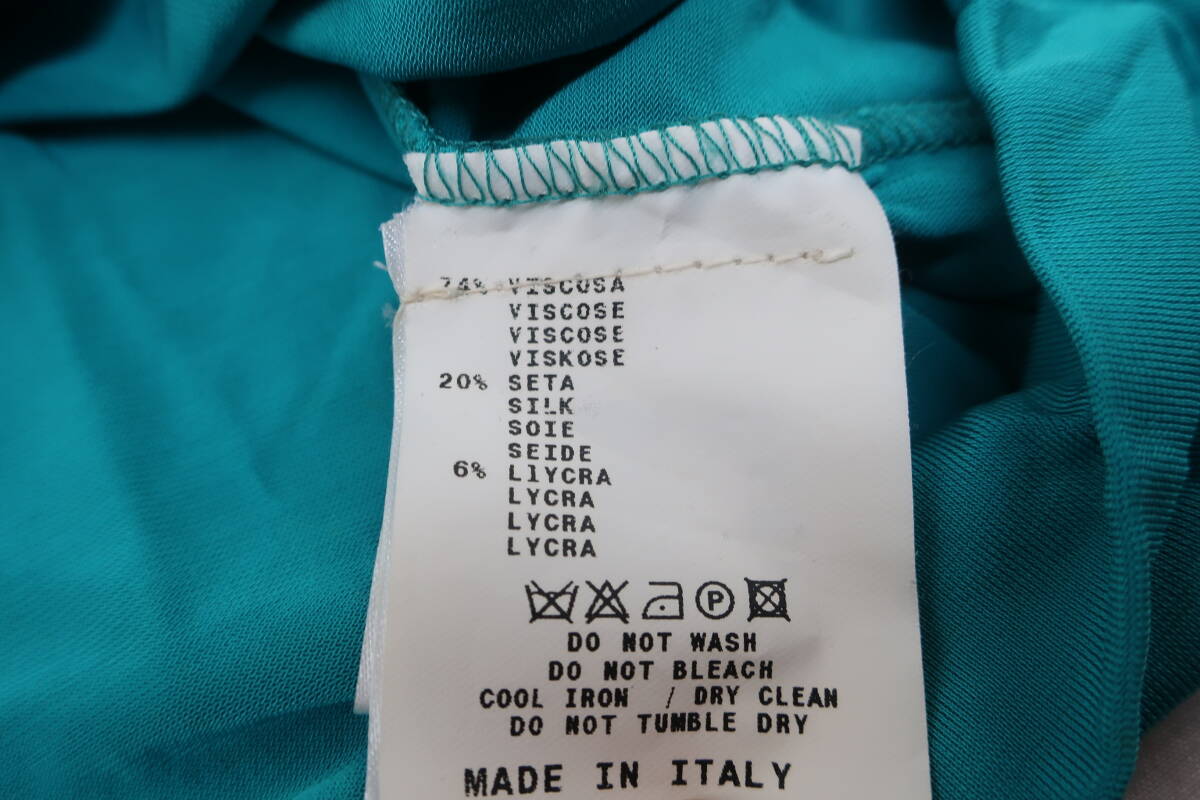 74% VISCOSA
VISCOSE
VISCOSE
VISKOSE
20% SETA
SILK
SOIE
SEIDE
6% LlYCRA
LYCRA
LYCRA
LYCRA
P
DO NOT WASH
DO NOT BLEACH
COOL IRON / DRY CLEAN
DO NOT TUMBLE DRY
MADE IN ITALY